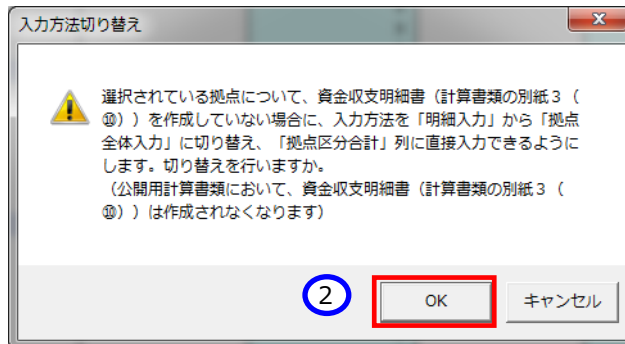 入力方法切り替え
選択されている拠点について、資金収支明細書（計算書類の別紙３（
⑩））を作成していない場合に、入力方法を「明細入力」から「拠点
全体入力」に切り替え、「拠点区分合計」列に直接入力できるように
します。切り替えを行いますか。
（公開用計算書類において、資金収支明細書（計算書類の別紙３（
⑩））は作成されなくなります）
2
OK
キャンセル